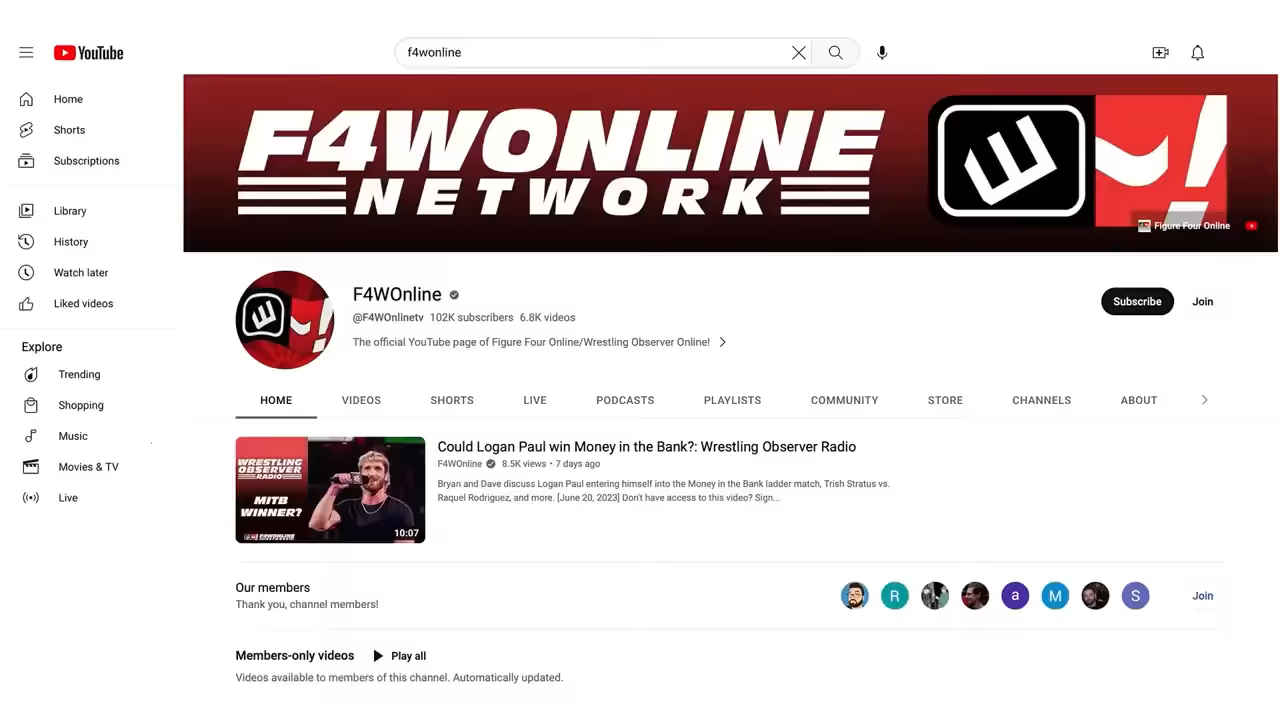 YouTube
f4wonline
Home
Shorts
Subscriptions
Library
History
Watch later
Liked videos
Explore
Trending
Shopping
Music
Movies & TV
Live
F4WONLINE
NETWORK
Figure Four Online
F4WOnline
@F4WOnlinetv 102K subscribers 6.8K videos
The official YouTube page of Figure Four Online/Wrestling Observer Online!
Subscribe
Join
HOME VIDEOS SHORTS LIVE PODCASTS PLAYLISTS COMMUNITY STORE CHANNELS ABOUT
WRESTLING
OBSERVER
RADIO
MITB
WINNER?
F4WONLINE
10:07
Could Logan Paul win Money in the Bank?: Wrestling Observer Radio
F4WOnline 8.5K views • 7 days ago
Bryan and Dave discuss Logan Paul entering himself into the Money in the Bank ladder match, Trish Stratus vs.
Raquel Rodriguez, and more. [June 20, 2023] Don't have access to this video? Sign...
Our members
Thank you, channel members!
R a M S
Join
Members-only videos Play all
Videos available to members of this channel. Automatically updated.